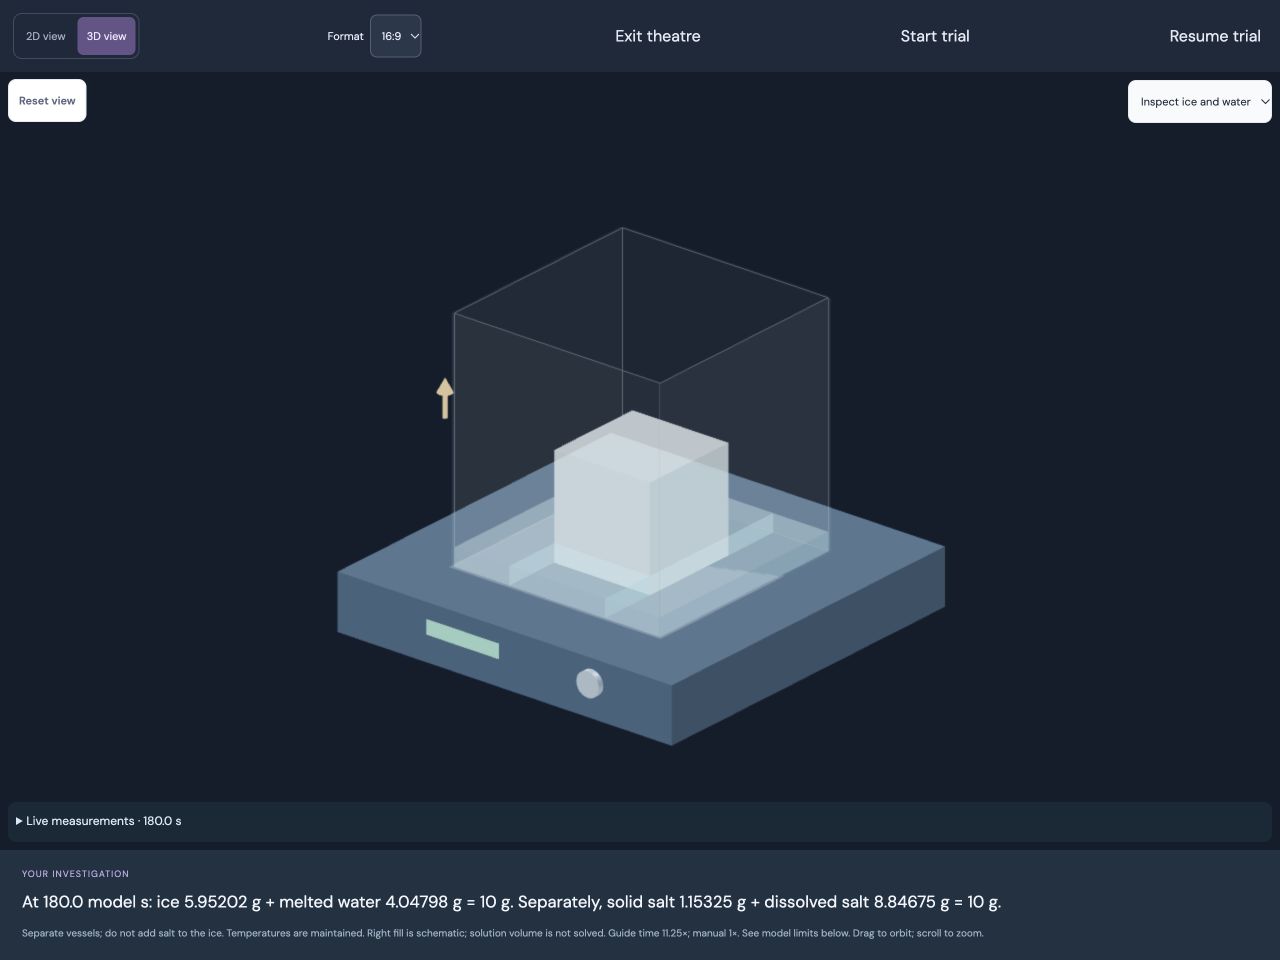 2D view
3D view
Format
16:9
Exit theatre
Start trial
Resume trial
Reset view
Inspect ice and water
Live measurements · 180.0 s
YOUR INVESTIGATION
At 180.0 model s: ice 5.95202 g + melted water 4.04798 g = 10 g. Separately, solid salt 1.15325 g + dissolved salt 8.84675 g = 10 g.
Separate vessels; do not add salt to the ice. Temperatures are maintained. Right fill is schematic; solution volume is not solved. Guide time 11.25×; manual 1×. See model limits below. Drag to orbit; scroll to zoom.